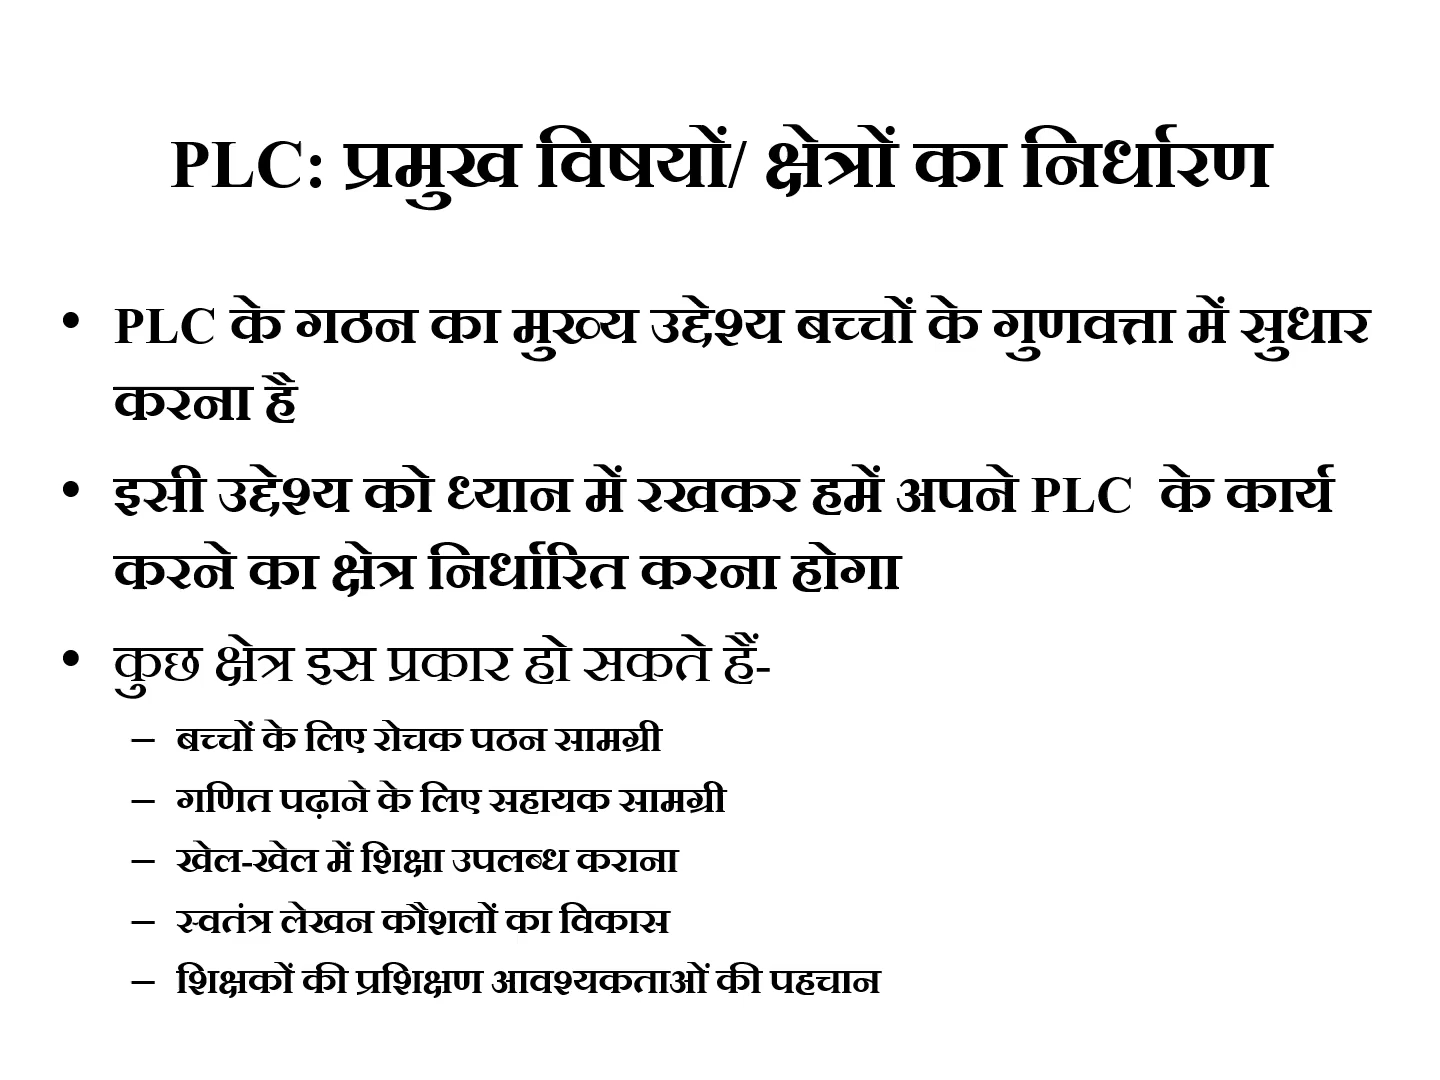 PLC: प्रमुख विषयों/ क्षेत्रों का निर्धारण
• PLC के गठन का मुख्य उद्देश्य बच्चों के गुणवत्ता में सुधार
करना है
• इसी उद्देश्य को ध्यान में रखकर हमें अपने PLC के कार्य
करने का क्षेत्र निर्धारित करना होगा
• कुछ क्षेत्र इस प्रकार हो सकते हैं-
– बच्चों के लिए रोचक पठन सामग्री
– गणित पढ़ाने के लिए सहायक सामग्री
– खेल-खेल में शिक्षा उपलब्ध कराना
– स्वतंत्र लेखन कौशलों का विकास
– शिक्षकों की प्रशिक्षण आवश्यकताओं की पहचान